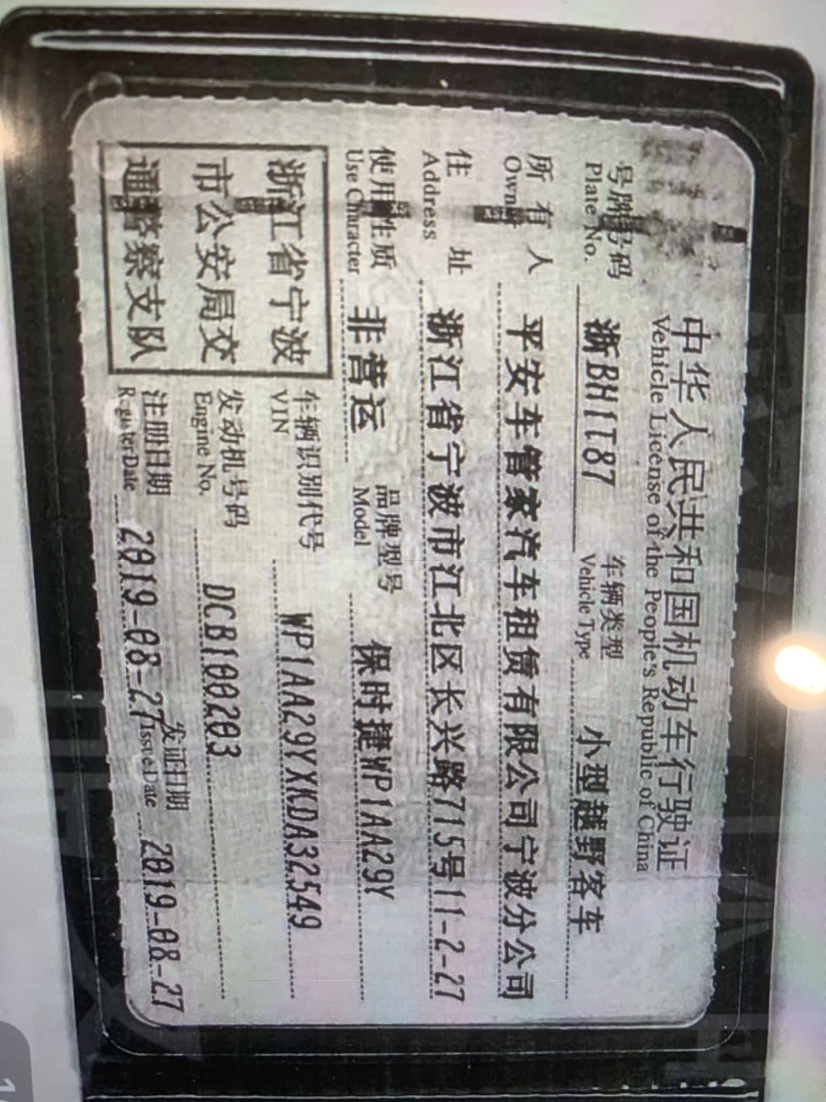 中华人民共和国机动车行驶证
Vehicle License of the People's Republic of China
号牌号码 浙BH1T87 车辆类型 小型越野客车
Plate No. Vehicle Type
所有人 平安车管家汽车租赁有限公司宁波分公司
Owner
住址 浙江省宁波市江北区长兴路715号11-2-27
Address
使用性质 非营运 品牌型号 保时捷WP1AA29Y
Use Character Model
浙江省宁波
市公安局交
通警察支队
车辆识别代号 WP1AA29YXKDA32549
VIN
发动机号码 DCB100203
Engine No.
注册日期 2019-08-27 发证日期 2019-08-27
Register Date Issue Date